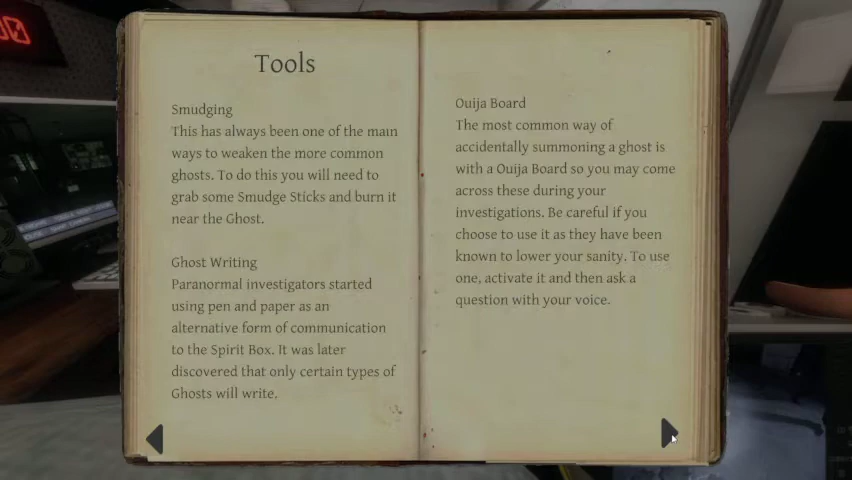 Tools
Smudging
This has always been one of the main
ways to weaken the more common
ghosts. To do this you will need to
grab some Smudge Sticks and burn it
near the Ghost.
Ghost Writing
Paranormal investigators started
using pen and paper as an
alternative form of communication
to the Spirit Box. It was later
discovered that only certain types of
Ghosts will write.
Ouija Board
The most common way of
accidentally summoning a ghost is
with a Ouija Board so you may come
across these during your
investigations. Be careful if you
choose to use it as they have been
known to lower your sanity. To use
one, activate it and then ask a
question with your voice.